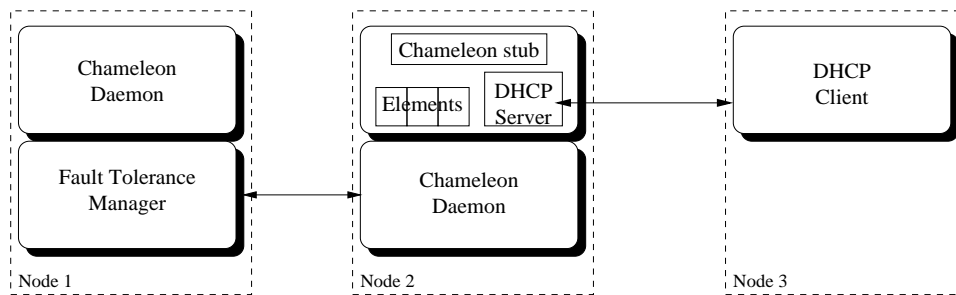 Chameleon
Daemon
Fault Tolerance
Manager
Node 1
Chameleon stub
Elements
DHCP
Server
Chameleon
Daemon
Node 2
DHCP
Client
Node 3